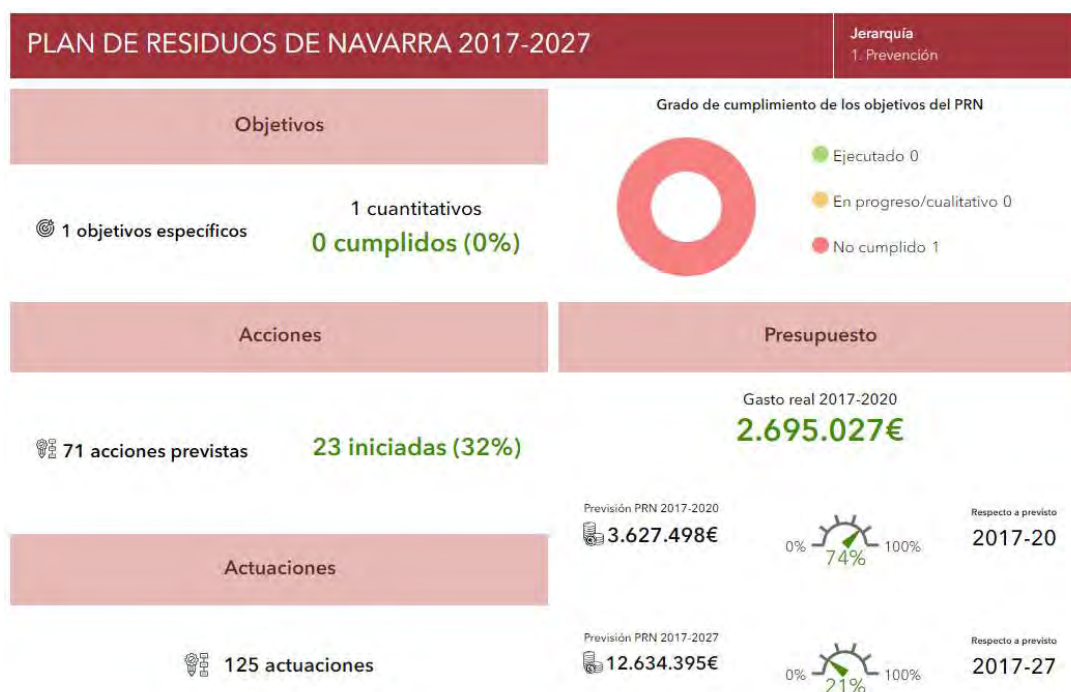 PLAN DE RESIDUOS DE NAVARRA 2017-2027
Jerarquía
1. Prevención
Objetivos
1 objetivos específicos
1 cuantitativos
0 cumplidos (0%)
Grado de cumplimiento de los objetivos del PRN
Ejecutado 0
En progreso/cualitativo 0
No cumplido 1
Acciones
71 acciones previstas
23 iniciadas (32%)
Presupuesto
Gasto real 2017-2020
2.695.027€
Previsión PRN 2017-2020
3.627.498€
0%
74%
100%
Respecto a previsto
2017-20
Actuaciones
125 actuaciones
Previsión PRN 2017-2027
12.634.395€
0%
21%
100%
Respecto a previsto
2017-27